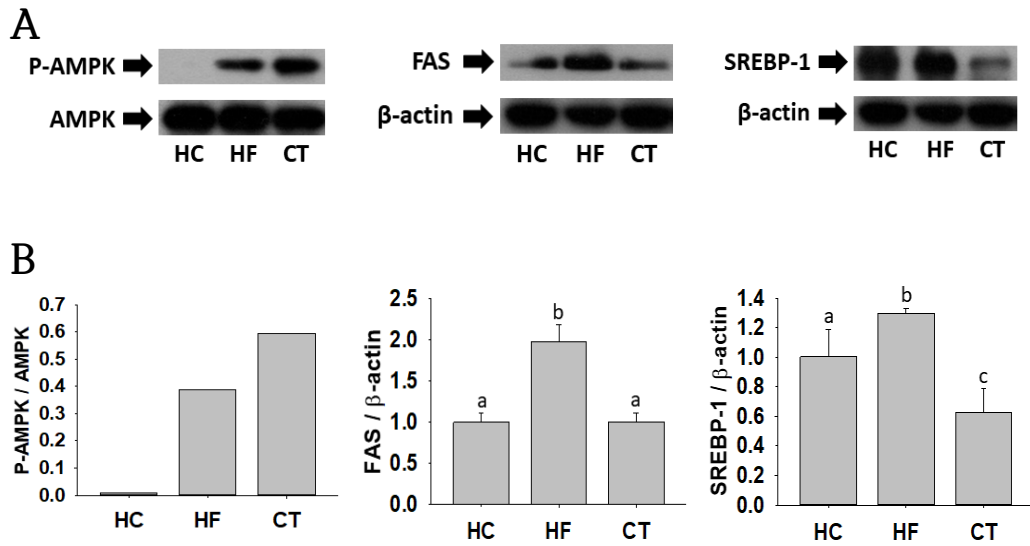 A
P-AMPK
AMPK
HC HF CT
FAS
β-actin
HC HF CT
SREBP-1
β-actin
HC HF CT
B
P-AMPK / AMPK
0.7
0.6
0.5
0.4
0.3
0.2
0.1
0.0
HC HF CT
FAS / β-actin
2.5
2.0
1.5
1.0
0.5
0.0
a b a
HC HF CT
SREBP-1 / β-actin
1.4
1.2
1.0
0.8
0.6
0.4
0.2
0.0
a b c
HC HF CT